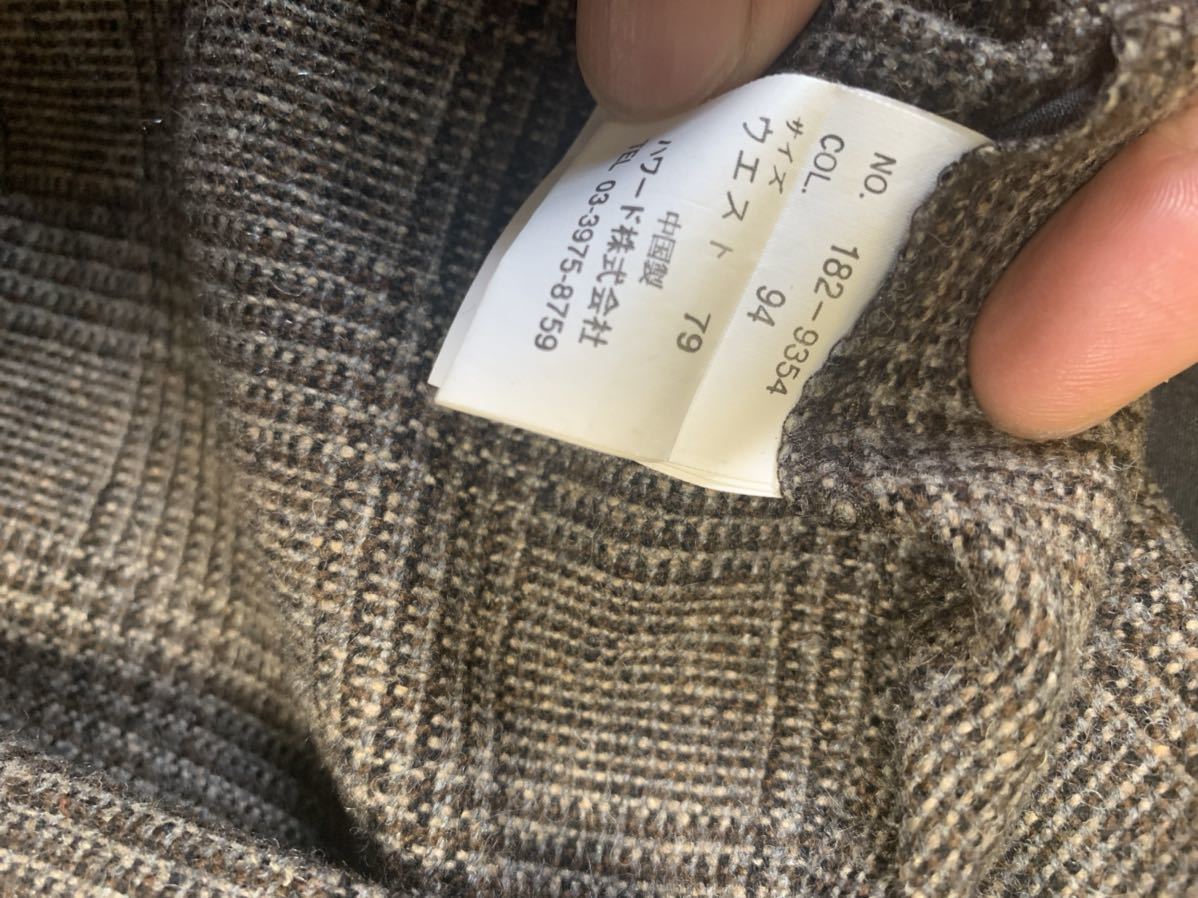 NO. 182-9354
COL. 94
サイズ
ウエスト 79
中国製
ハワード株式会社
TEL 03-3975-8759